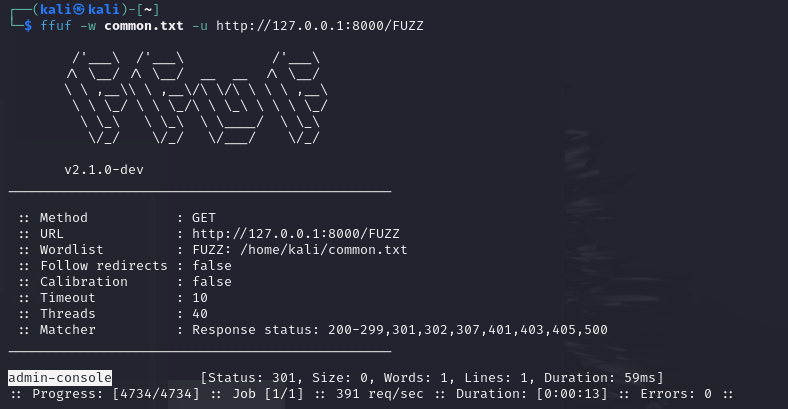 ┌──(kali㉿kali)-[~]
└─$ ffuf -w common.txt -u http://127.0.0.1:8000/FUZZ
        /'___\  /'___\           /'___\
       /\ \__/ /\ \__/  __  __  /\ \__/
       \ \ ,__\\ \ ,__\/\ \/\ \ \ \ ,__\
        \ \ \_/ \ \ \_/\ \ \_\ \ \ \ \_/
         \ \_\   \ \_\  \ \____/  \ \_\
          \/_/    \/_/   \/___/    \/_/
       v2.1.0-dev
________________________________________________
 :: Method           : GET
 :: URL              : http://127.0.0.1:8000/FUZZ
 :: Wordlist         : FUZZ: /home/kali/common.txt
 :: Follow redirects : false
 :: Calibration      : false
 :: Timeout          : 10
 :: Threads          : 40
 :: Matcher          : Response status: 200-299,301,302,307,401,403,405,500
________________________________________________
admin-console           [Status: 301, Size: 0, Words: 1, Lines: 1, Duration: 59ms]
:: Progress: [4734/4734] :: Job [1/1] :: 391 req/sec :: Duration: [0:00:13] :: Errors: 0 ::